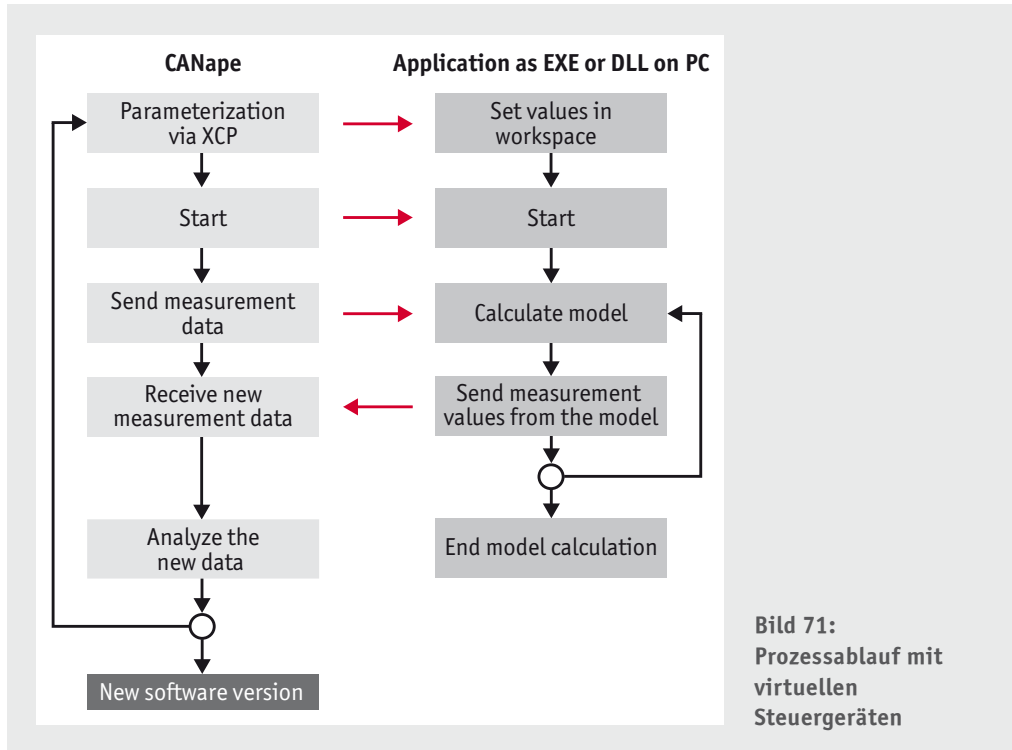 CANape
Application as EXE or DLL on PC
Parameterization
via XCP
Set values in
workspace
Start
Start
Send measurement
data
Calculate model
Receive new
measurement data
Send measurement
values from the model
Analyze the
new data
End model calculation
New software version
Bild 71:
Prozessablauf mit
virtuellen
Steuergeräten